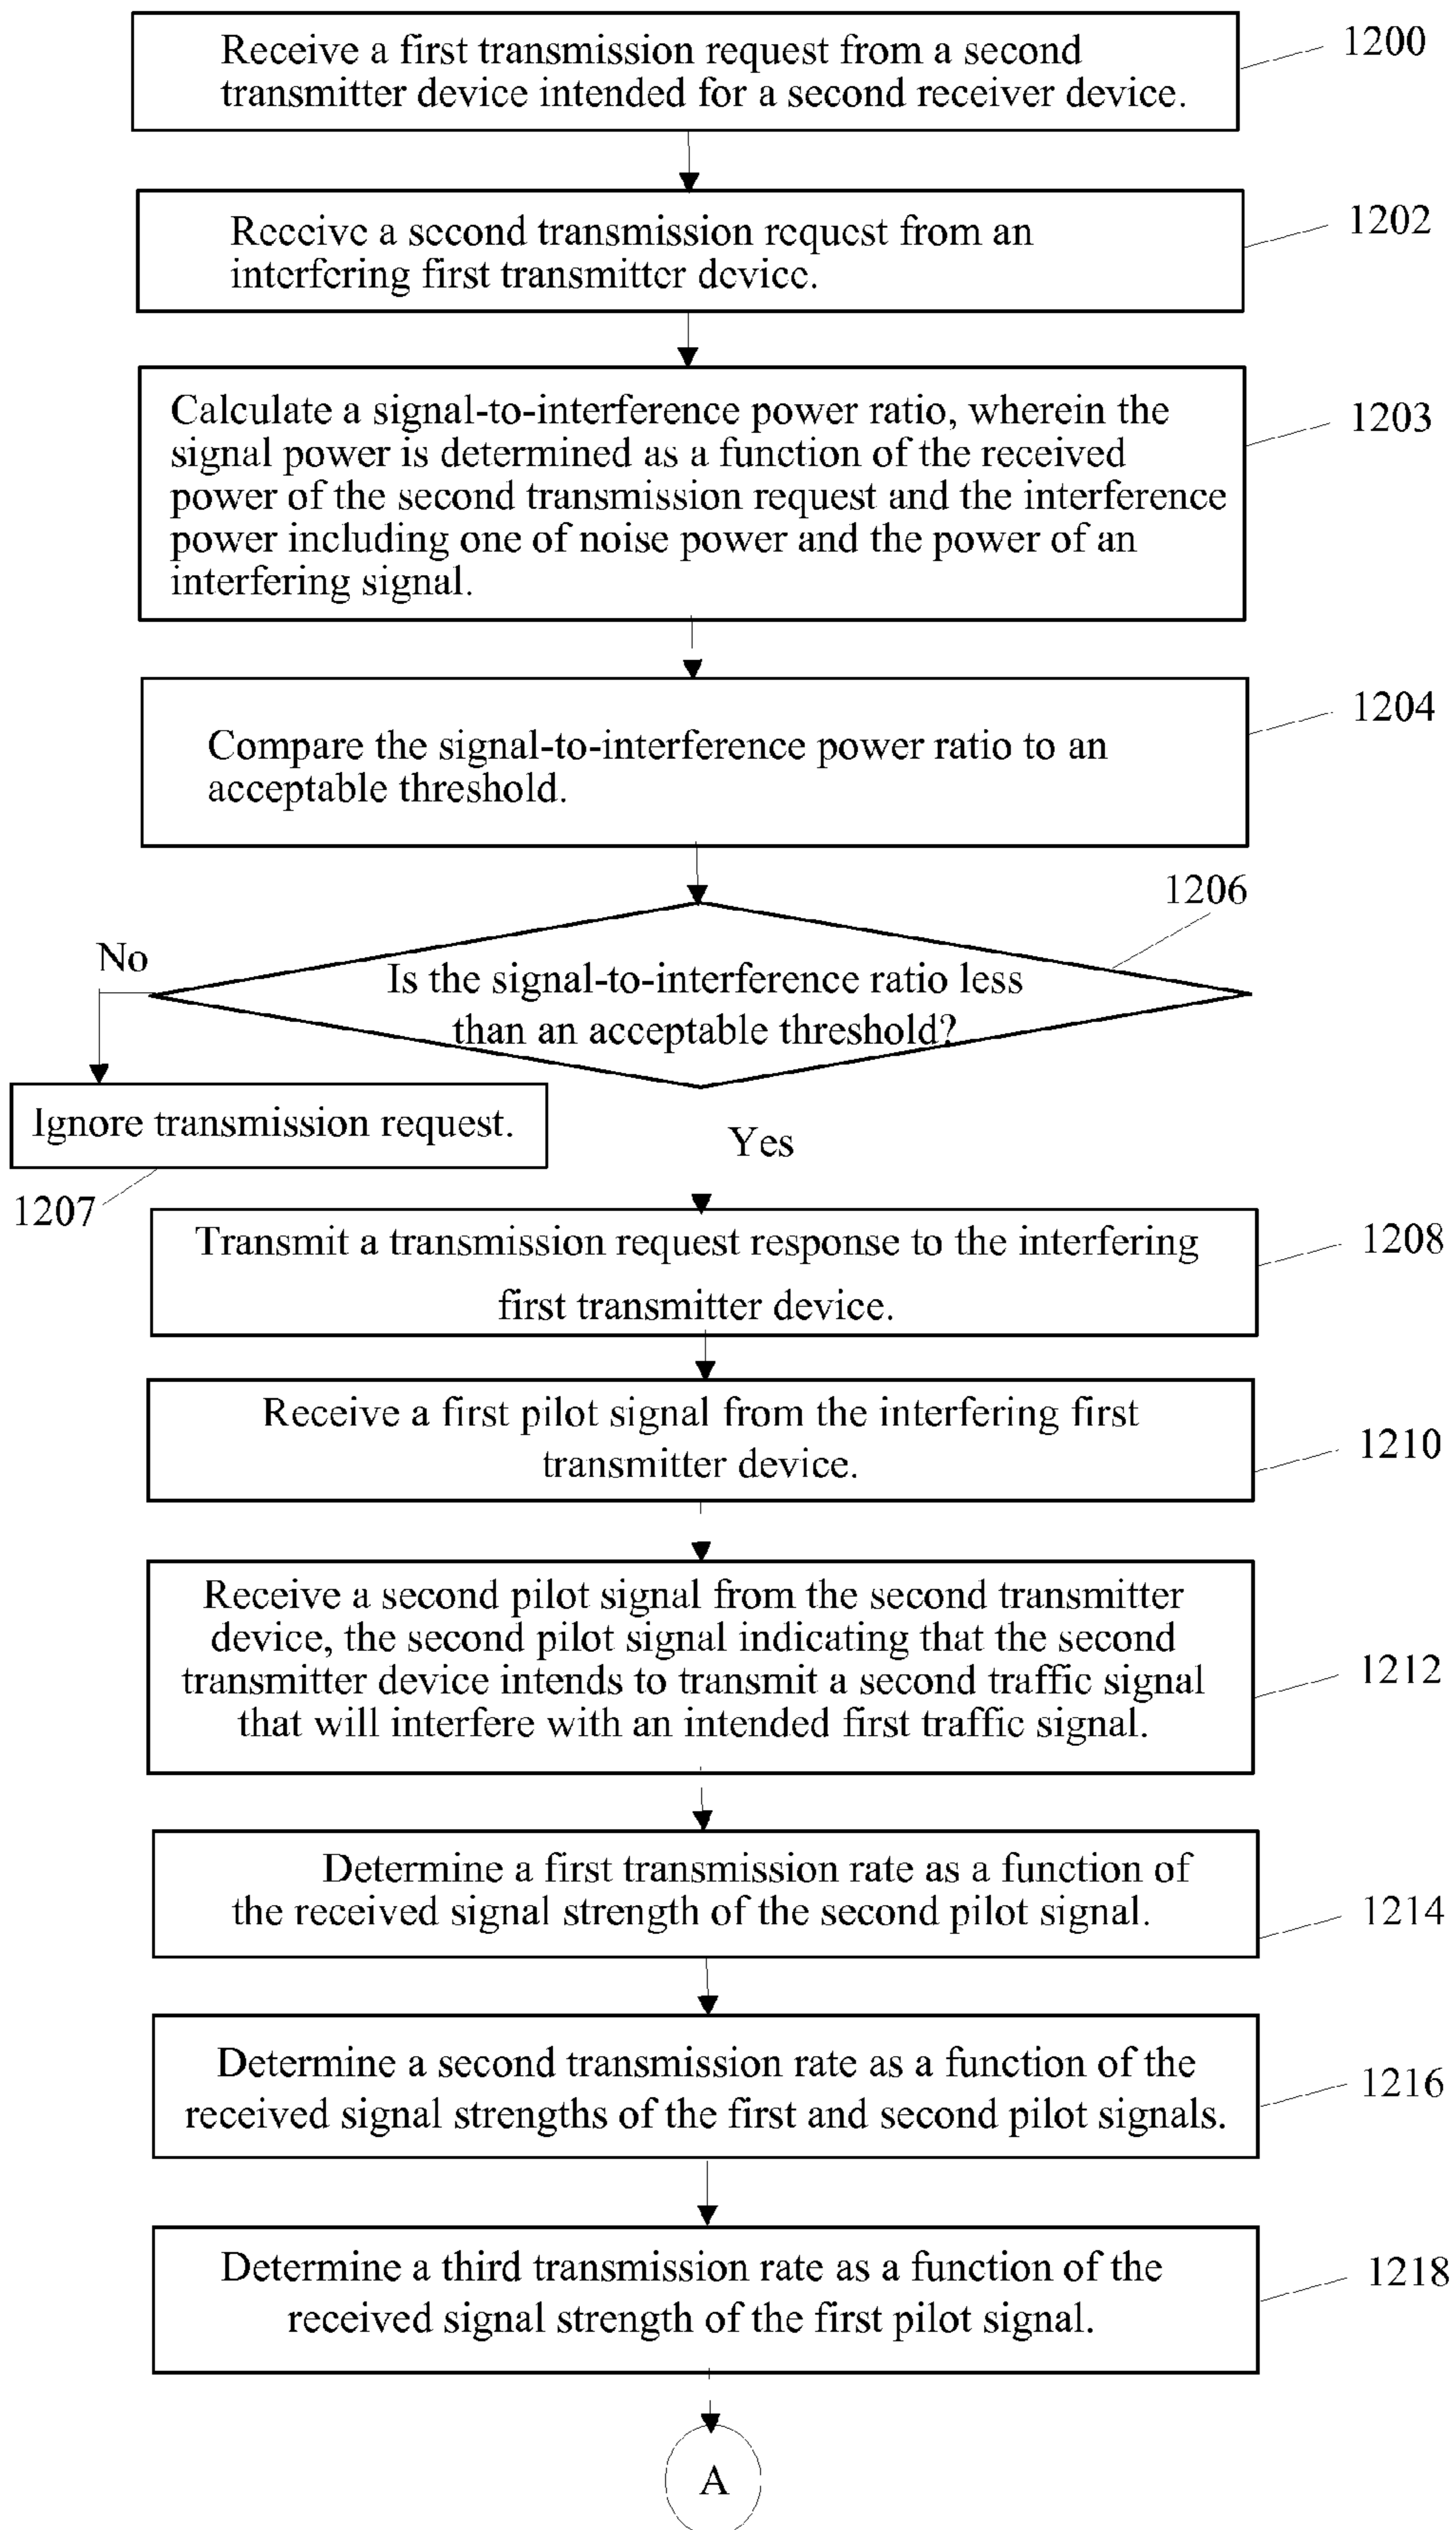 Receive a first transmission request from a second
transmitter device intended for a second receiver device.
1200
Receive a second transmission request from an
interfering first transmitter device.
1202
Calculate a signal-to-interference power ratio, wherein the
signal power is determined as a function of the received
power of the second transmission request and the interference
power including one of noise power and the power of an
interfering signal.
1203
Compare the signal-to-interference power ratio to an
acceptable threshold.
1204
1206
Is the signal-to-interference ratio less
than an acceptable threshold?
No
Ignore transmission request.
1207
Yes
Transmit a transmission request response to the interfering
first transmitter device.
1208
Receive a first pilot signal from the interfering first
transmitter device.
1210
Receive a second pilot signal from the second transmitter
device, the second pilot signal indicating that the second
transmitter device intends to transmit a second traffic signal
that will interfere with an intended first traffic signal.
1212
Determine a first transmission rate as a function of
the received signal strength of the second pilot signal.
1214
Determine a second transmission rate as a function of the
received signal strengths of the first and second pilot signals.
1216
Determine a third transmission rate as a function of the
received signal strength of the first pilot signal.
1218
A